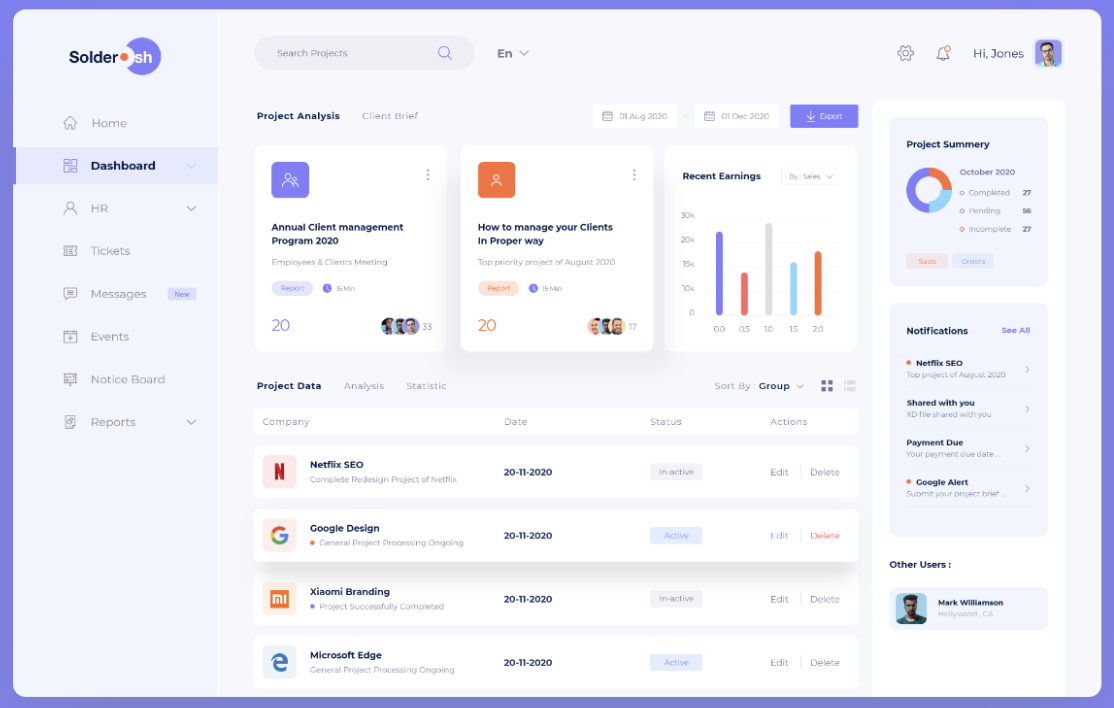 Solder sh
Home
Dashboard
HR
Tickets
Messages New
Events
Notice Board
Reports
Search Projects
En
Hi, Jones
Project Analysis Client Brief
01 Aug 2020 01 Dec 2020 Export
Annual Client management
Program 2020
Employees & Clients Meeting
Report 15 Min
20 33
How to manage your Clients
In Proper way
Top priority project of August 2020
Report 15 Min
20 17
Recent Earnings By : Sales
30k
20k
15k
10k
0
0.0 0.5 1.0 1.5 2.0
Project Data Analysis Statistic
Sort By : Group
Company Date Status Actions
Netflix SEO
Complete Redesign Project of Netflix
20-11-2020 In-active Edit Delete
Google Design
General Project Processing Ongoing
20-11-2020 Active Edit Delete
Xiaomi Branding
Project Successfully Completed
20-11-2020 In-active Edit Delete
Microsoft Edge
General Project Processing Ongoing
20-11-2020 Active Edit Delete
Project Summary
October 2020
Completed 27
Pending 56
Incomplete 27
Sales Orders
Notifications See All
Netflix SEO
Top project of August 2020
Shared with you
XD file shared with you
Payment Due
Your payment due date . .
Google Alert
Submit your project brief . . .
Other Users :
Mark Williamson
Hollywood , CA